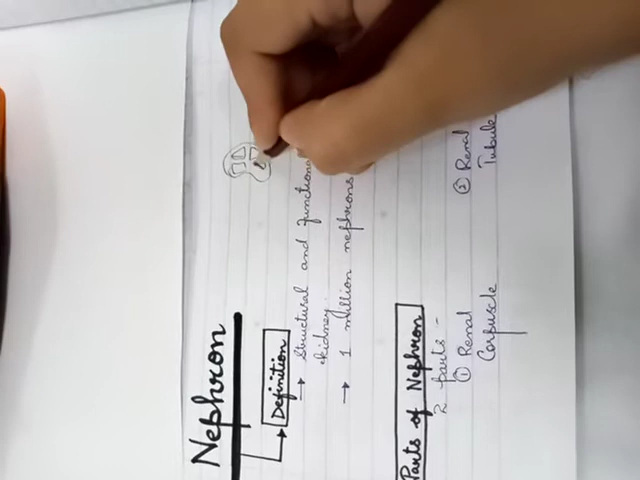 Nephron
Definition
→ Structural and functiona
kidney.
→ 1 million nephrons
Parts of Nephron
2 parts -
① Renal ② Renal
Corpuscle Tubule